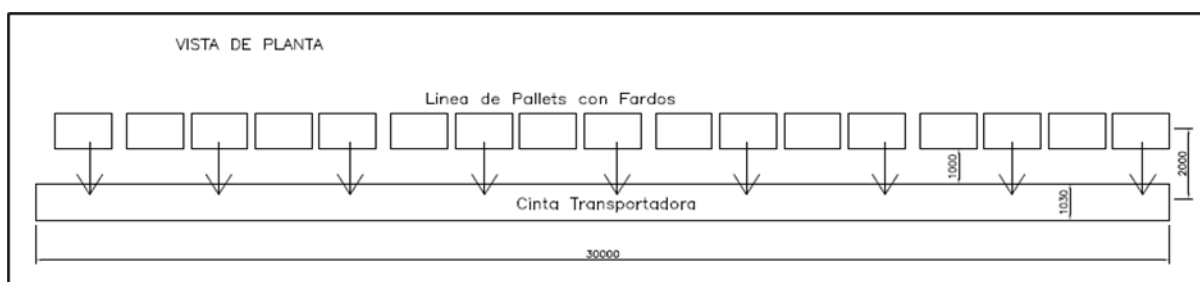 VISTA DE PLANTA
Linea de Pallets con Fardos
1000
2000
Cinta Transportadora
1030
30000